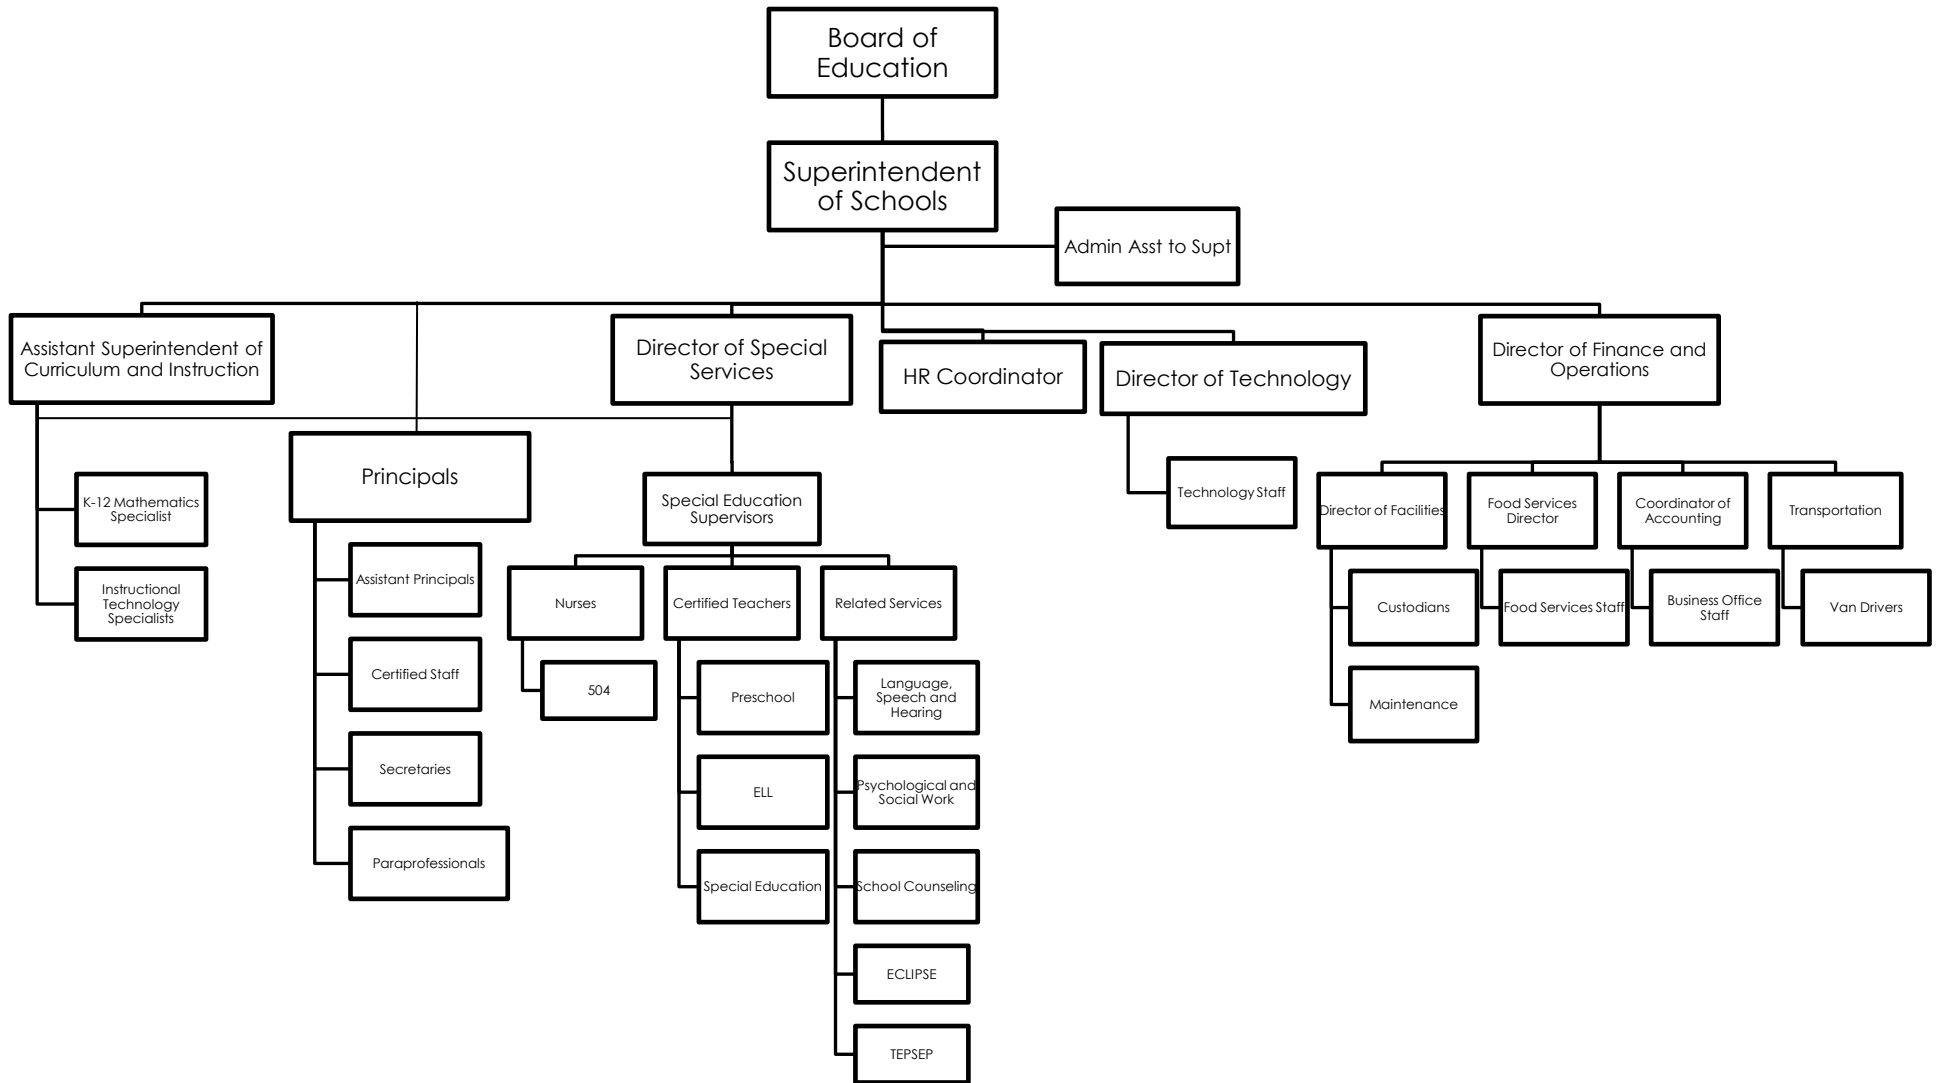 Board of
Education
Superintendent
of Schools
Admin Asst to Supt
Assistant Superintendent of
Curriculum and Instruction
Director of Special
Services
HR Coordinator
Director of Technology
Director of Finance and
Operations
K-12 Mathematics
Specialist
Instructional
Technology
Specialists
Principals
Assistant Principals
Certified Staff
Secretaries
Paraprofessionals
Special Education
Supervisors
Nurses
504
Certified Teachers
Preschool
ELL
Special Education
Related Services
Language,
Speech and
Hearing
Psychological and
Social Work
School Counseling
ECLIPSE
TEPSEP
Technology Staff
Director of Facilities
Custodians
Maintenance
Food Services
Director
Food Services Staff
Coordinator of
Accounting
Business Office
Staff
Transportation
Van Drivers